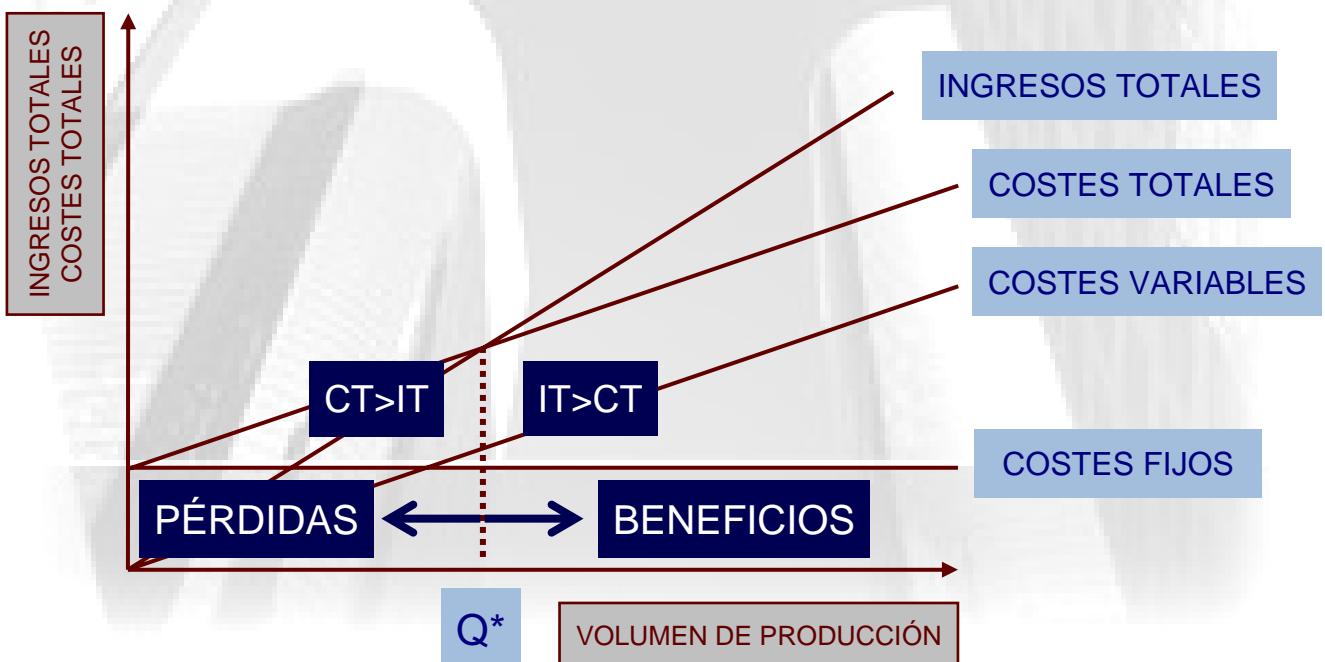 INGRESOS TOTALES
COSTES TOTALES
INGRESOS TOTALES
COSTES TOTALES
COSTES VARIABLES
CT>IT
IT>CT
COSTES FIJOS
PÉRDIDAS
BENEFICIOS
Q*
VOLUMEN DE PRODUCCIÓN